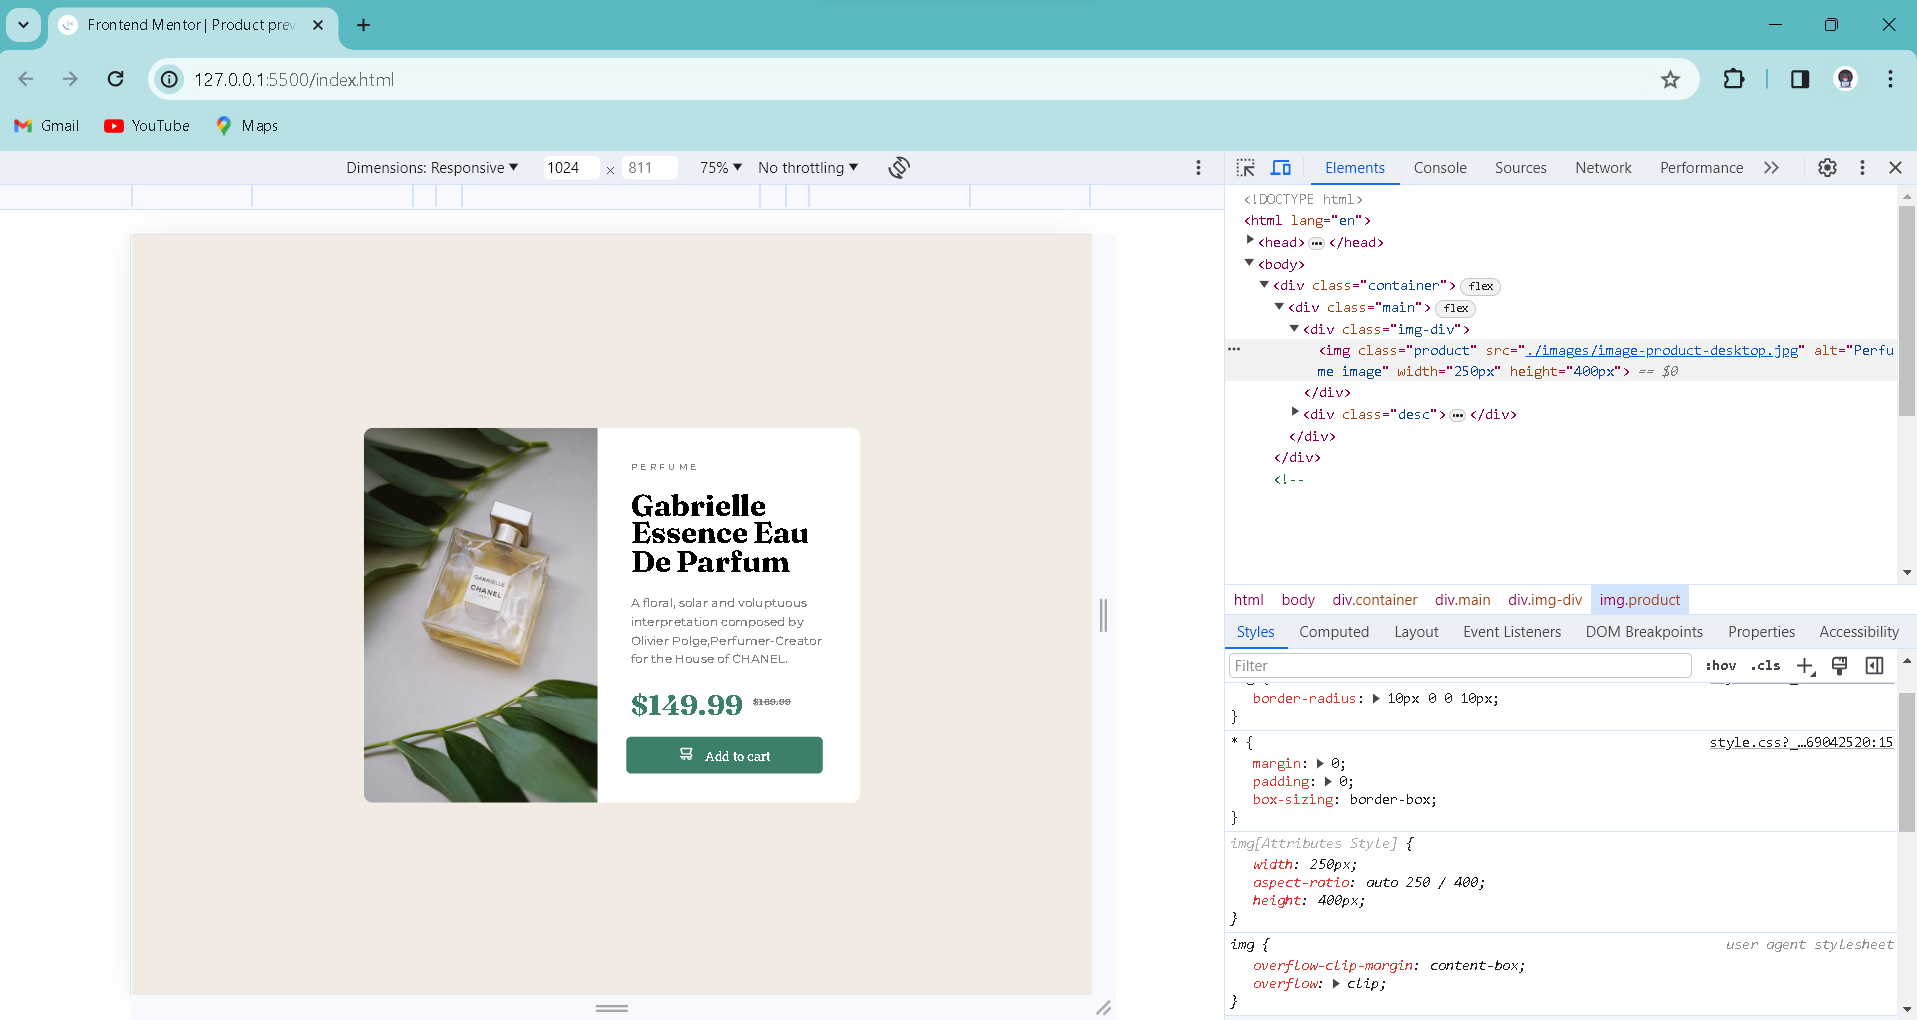 Frontend Mentor | Product prev
127.0.0.1:5500/index.html
Gmail YouTube Maps
Dimensions: Responsive 1024 × 811 75% No throttling
PERFUME
Gabrielle
Essence Eau
De Parfum
A floral, solar and voluptuous
interpretation composed by
Olivier Polge,Perfumer-Creator
for the House of CHANEL.
$149.99 $169.99
Add to cart
GABRIELLE
CHANEL
PARIS
Elements Console Sources Network Performance
<!DOCTYPE html>
<html lang="en">
<head> ••• </head>
<body>
<div class="container"> flex
<div class="main"> flex
<div class="img-div">
••• <img class="product" src="./images/image-product-desktop.jpg" alt="Perfu
me image" width="250px" height="400px"> == $0
</div>
<div class="desc"> ••• </div>
</div>
</div>
<!--
html body div.container div.main div.img-div img.product
Styles Computed Layout Event Listeners DOM Breakpoints Properties Accessibility
Filter :hov .cls
border-radius: 10px 0 0 10px;
}
* { style.css?_…69042520:15
margin: 0;
padding: 0;
box-sizing: border-box;
}
img[Attributes Style] {
width: 250px;
aspect-ratio: auto 250 / 400;
height: 400px;
}
img { user agent stylesheet
overflow-clip-margin: content-box;
overflow: clip;
}